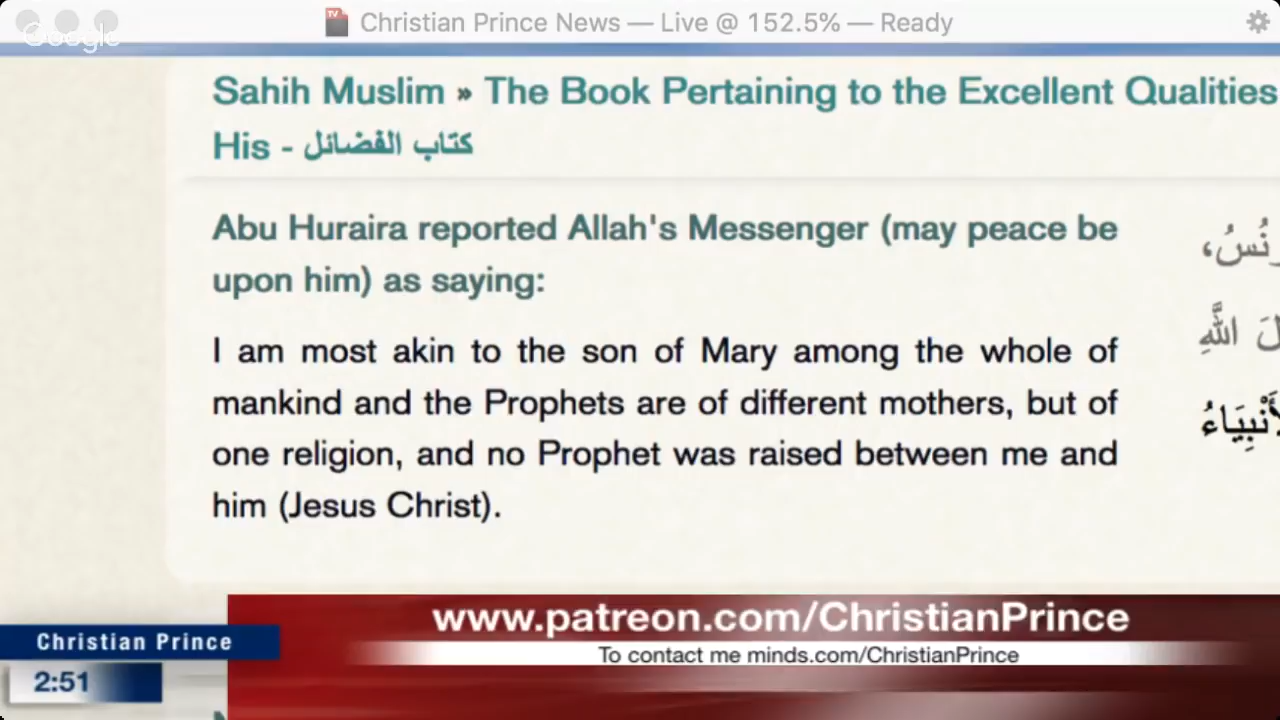 Christian Prince News — Live @ 152.5% — Ready
Google
Sahih Muslim » The Book Pertaining to the Excellent Qualities
His - كتاب الفضائل
Abu Huraira reported Allah's Messenger (may peace be
upon him) as saying:
I am most akin to the son of Mary among the whole of
mankind and the Prophets are of different mothers, but of
one religion, and no Prophet was raised between me and
him (Jesus Christ).
www.patreon.com/ChristianPrince
Christian Prince
To contact me minds.com/ChristianPrince
2:51